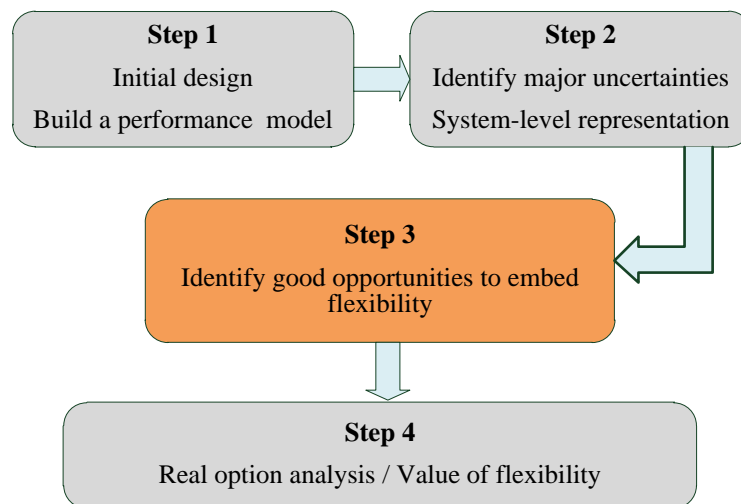 Step 1
Initial design
Build a performance model
Step 2
Identify major uncertainties
System-level representation
Step 3
Identify good opportunities to embed
flexibility
Step 4
Real option analysis / Value of flexibility